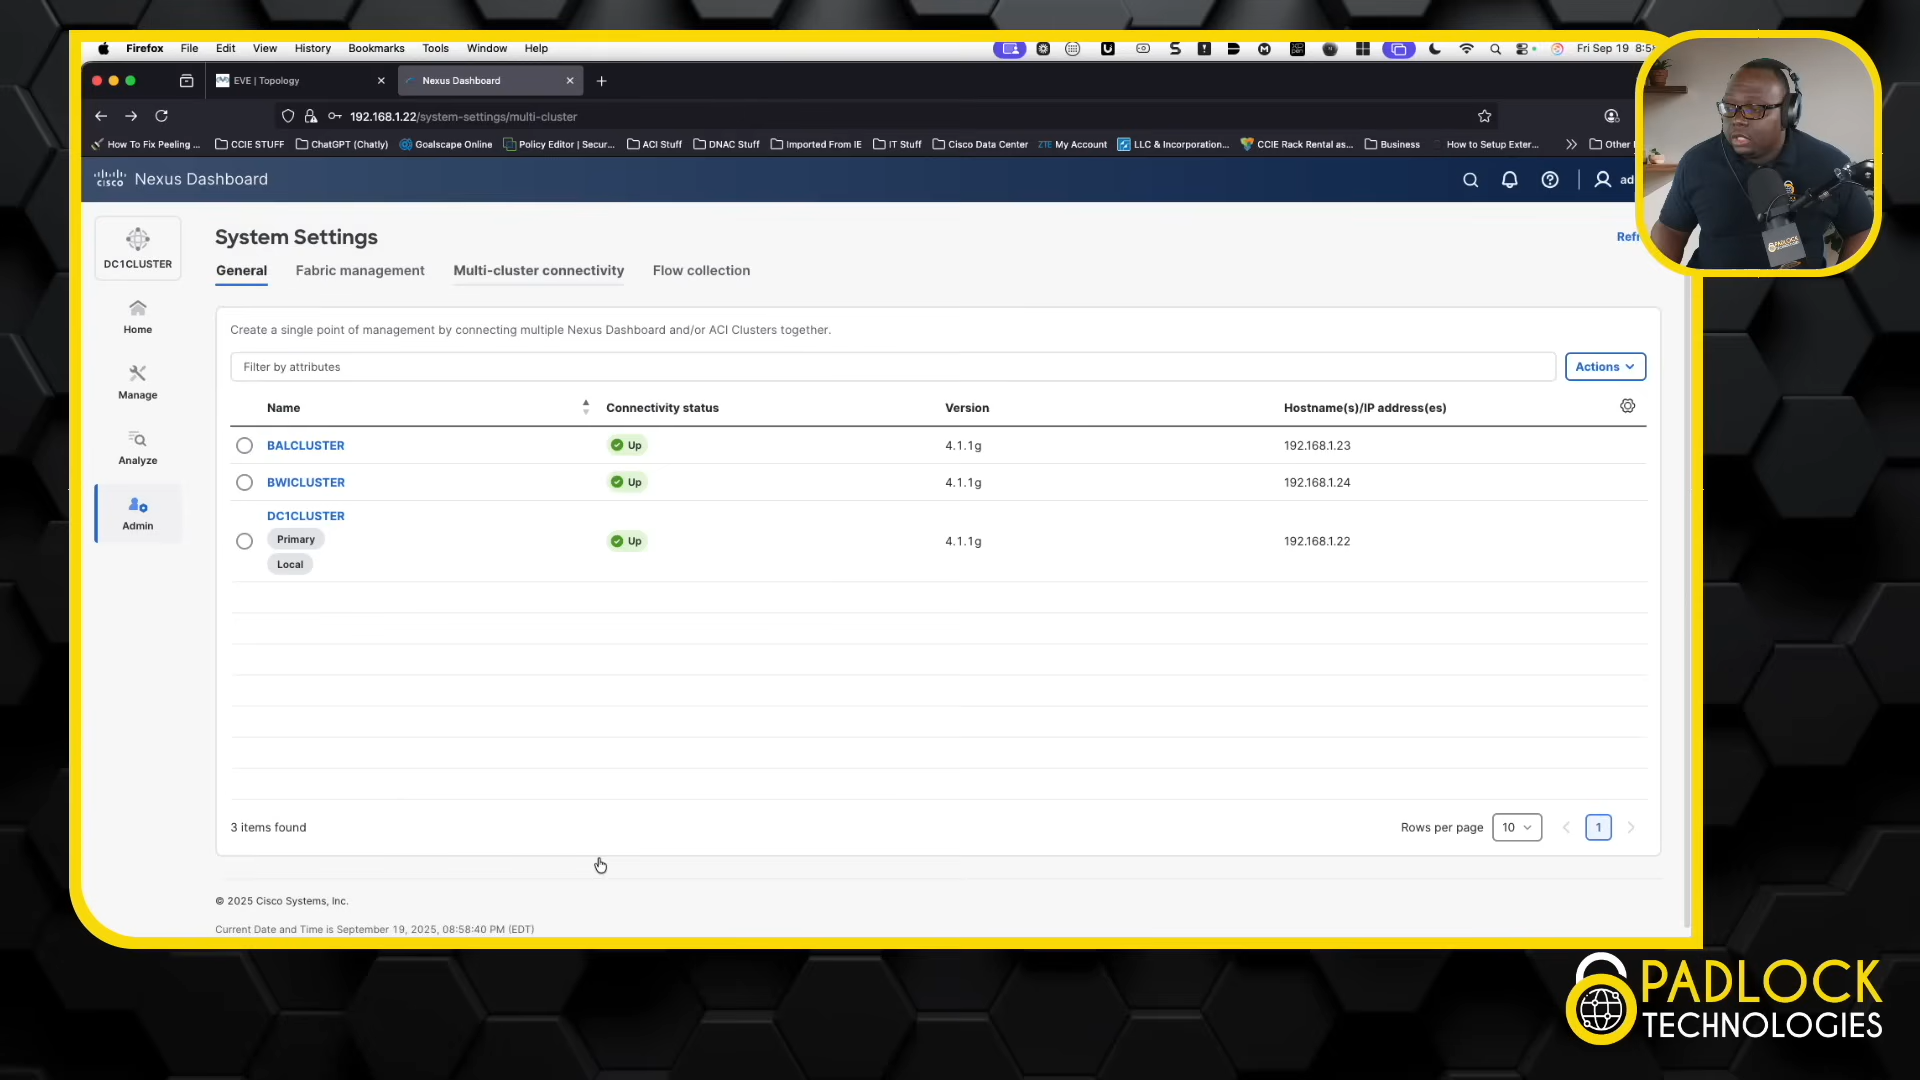 Firefox File Edit View History Bookmarks Tools Window Help
Fri Sep 19 8:5
EVE | Topology
Nexus Dashboard
192.168.1.22/system-settings/multi-cluster
How To Fix Peeling ... CCIE STUFF ChatGPT (Chatly) Goalscape Online Policy Editor | Secur... ACI Stuff DNAC Stuff Imported From IE IT Stuff Cisco Data Center ZTE My Account LLC & Incorporation... CCIE Rack Rental as... Business How to Setup Exter... Other
CISCO Nexus Dashboard
ad
DC1CLUSTER
Home
Manage
Analyze
Admin
System Settings
Refr
General Fabric management Multi-cluster connectivity Flow collection
Create a single point of management by connecting multiple Nexus Dashboard and/or ACI Clusters together.
Filter by attributes
Actions
Name Connectivity status Version Hostname(s)/IP address(es)
BALCLUSTER Up 4.1.1g 192.168.1.23
BWICLUSTER Up 4.1.1g 192.168.1.24
DC1CLUSTER
Primary
Local
Up 4.1.1g 192.168.1.22
3 items found
Rows per page 10 1
© 2025 Cisco Systems, Inc.
Current Date and Time is September 19, 2025, 08:58:40 PM (EDT)
PADLOCK
TECHNOLOGIES